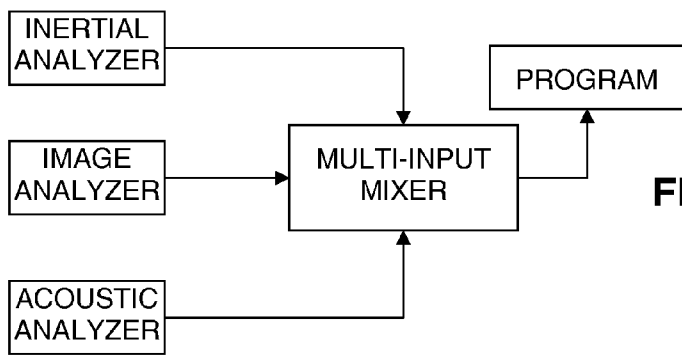 INERTIAL
ANALYZER
PROGRAM
IMAGE
ANALYZER
MULTI-INPUT
MIXER
ACOUSTIC
ANALYZER